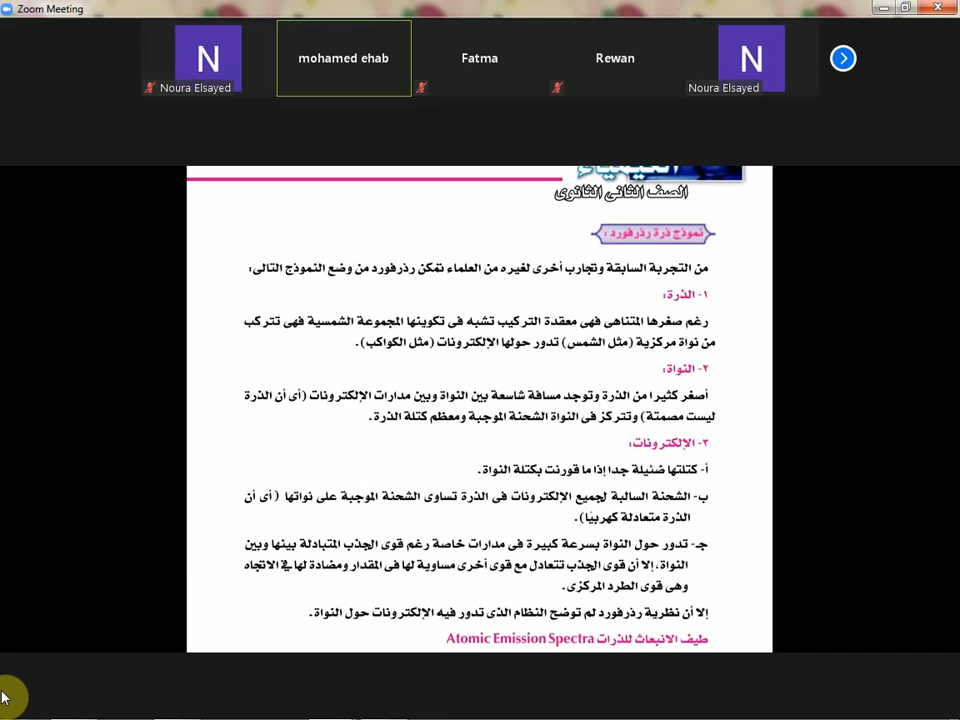 Zoom Meeting
N
Noura Elsayed
mohamed ehab
Fatma
Rewan
N
Noura Elsayed
الكيمياء
الصف الثانى الثانوى
نموذج ذرة رذرفورد :
من التجربة السابقة وتجارب أخرى لغيره من العلماء تمكن رذرفورد من وضع النموذج التالى:
١- الذرة:
رغم صغرها المتناهى فهى معقدة التركيب تشبه فى تكوينها المجموعة الشمسية فهى تتركب
من نواة مركزية (مثل الشمس) تدور حولها الإلكترونات (مثل الكواكب).
٢- النواة:
أصغر كثيرا من الذرة وتوجد مسافة شاسعة بين النواة وبين مدارات الإلكترونات (أى أن الذرة
ليست مصمتة) وتتركز فى النواة الشحنة الموجبة ومعظم كتلة الذرة.
٣- الإلكترونات:
أ- كتلتها ضئيلة جدا إذا ما قورنت بكتلة النواة.
ب- الشحنة السالبة لجميع الإلكترونات فى الذرة تساوى الشحنة الموجبة على نواتها ( أى أن
الذرة متعادلة كهربيًا).
جـ- تدور حول النواة بسرعة كبيرة فى مدارات خاصة رغم قوى الجذب المتبادلة بينها وبين
النواة، إلا أن قوى الجذب تتعادل مع قوى أخرى مساوية لها فى المقدار ومضادة لها فى الاتجاه
وهى قوى الطرد المركزى.
إلا أن نظرية رذرفورد لم توضح النظام الذى تدور فيه الإلكترونات حول النواة.
طيف الانبعاث للذرات Atomic Emission Spectra